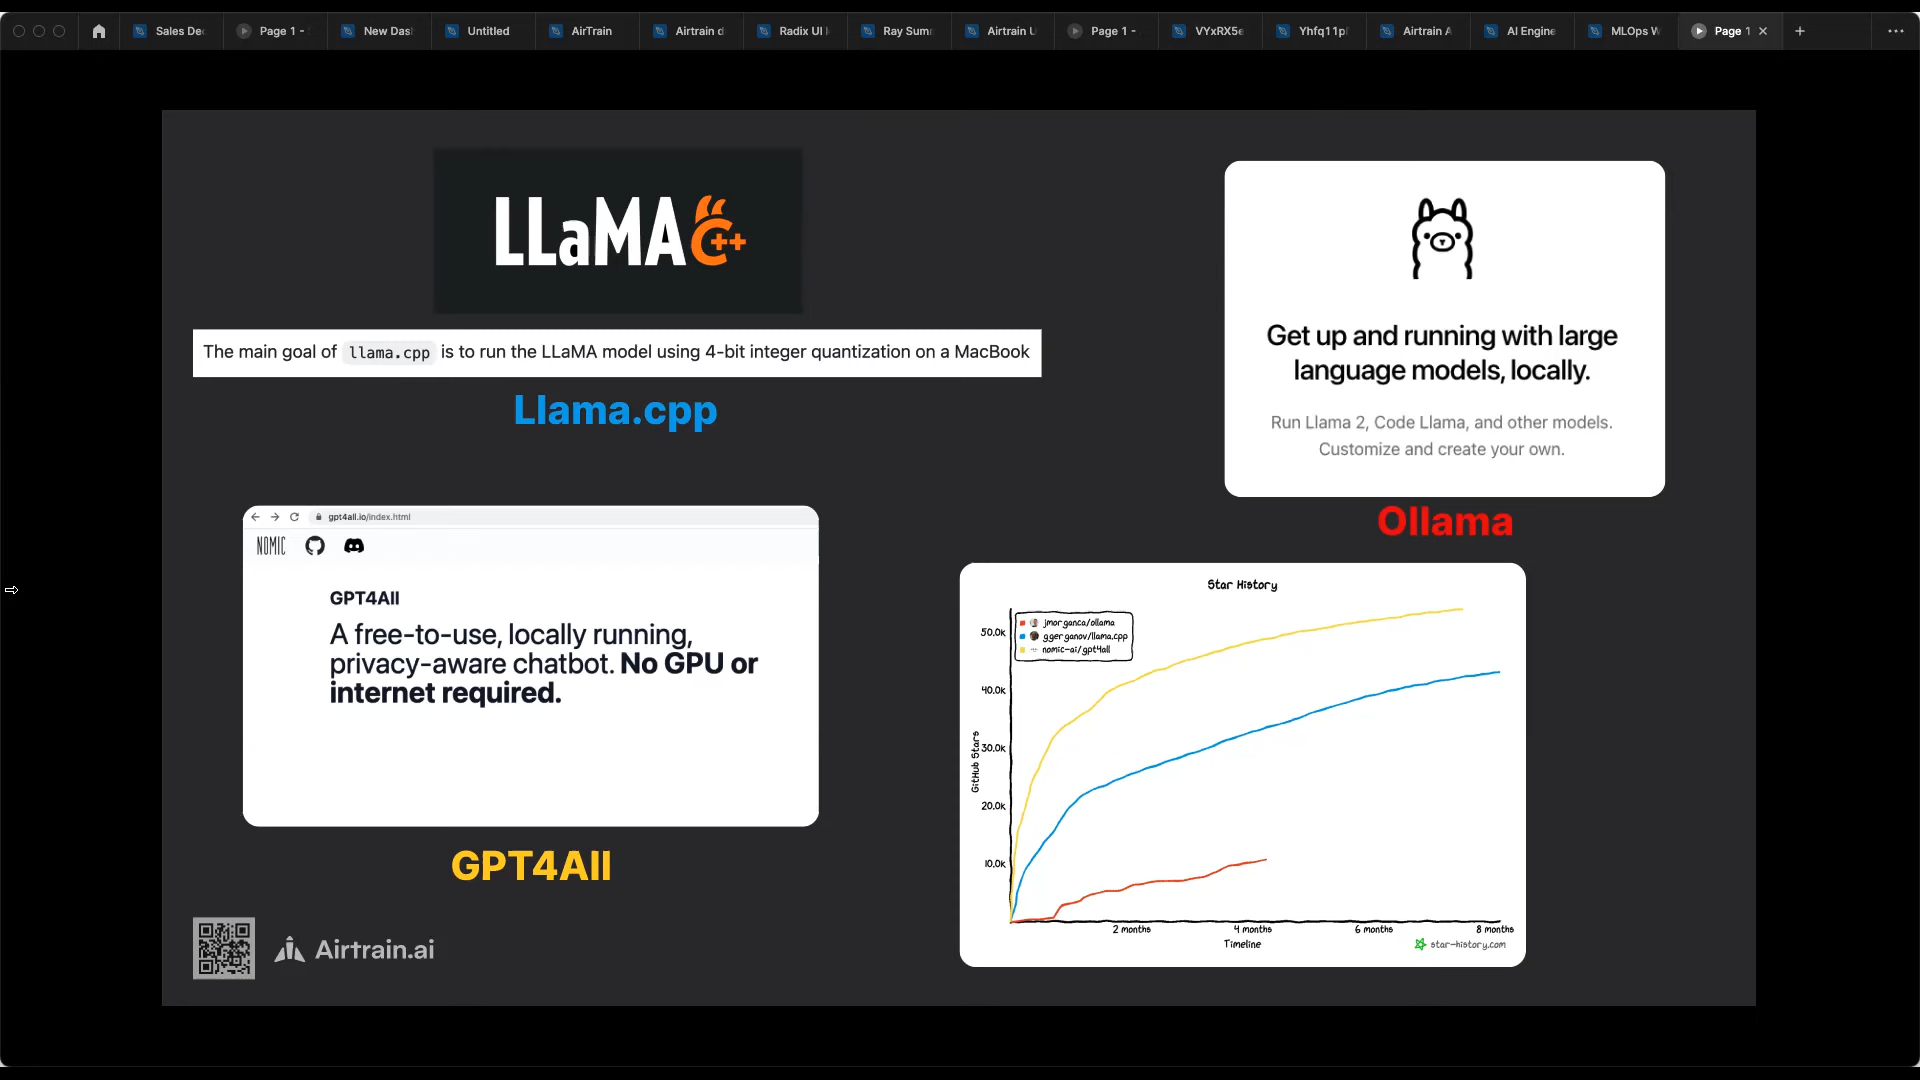 Sales De
Page 1 -
New Das
Untitled
AirTrain
Airtrain d
Radix UI
Ray Sum
Airtrain U
Page 1 -
VYxRX5e
Yhfq11p
Airtrain A
AI Engine
MLOps W
Page 1
LLaMA C++
The main goal of llama.cpp is to run the LLaMA model using 4-bit integer quantization on a MacBook
Llama.cpp
Get up and running with large
language models, locally.
Run Llama 2, Code Llama, and other models.
Customize and create your own.
Ollama
gpt4all.io/index.html
NOMIC
GPT4All
A free-to-use, locally running,
privacy-aware chatbot. No GPU or
internet required.
GPT4All
Star History
jmorganca/ollama
ggerganov/llama.cpp
nomic-ai/gpt4all
GitHub Stars
50.0k
40.0k
30.0k
20.0k
10.0k
2 months
4 months
6 months
8 months
Timeline
star-history.com
Airtrain.ai